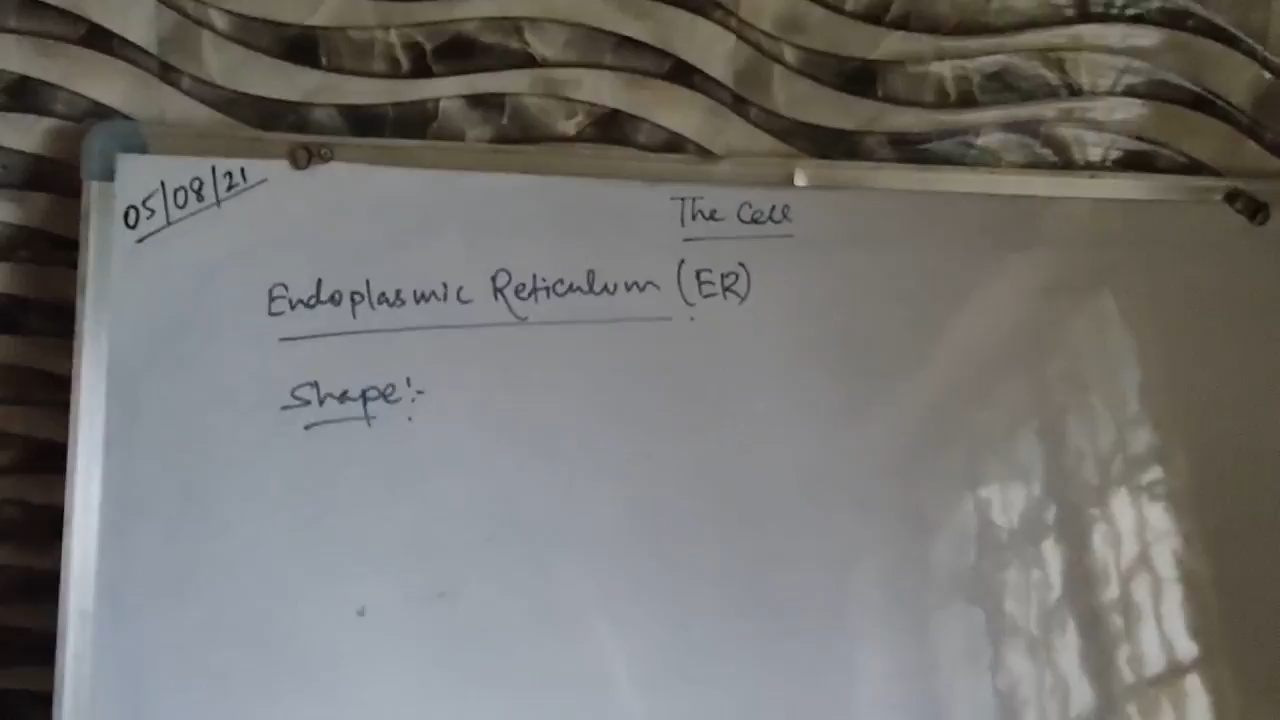 05/08/21
The Cell
Endoplasmic Reticulum (ER)
Shape:-